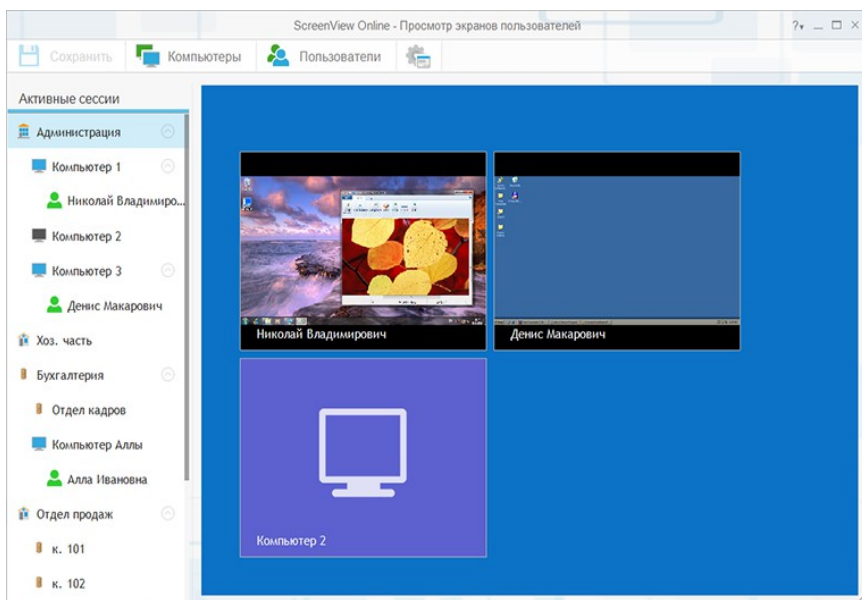 ScreenView Online - Просмотр экранов пользователей
Сохранить Компьютеры Пользователи
Активные сессии
Администрация
Компьютер 1
Николай Владимиро...
Компьютер 2
Компьютер 3
Денис Макарович
Хоз. часть
Бухгалтерия
Отдел кадров
Компьютер Аллы
Алла Ивановна
Отдел продаж
к. 101
к. 102
Николай Владимирович
Денис Макарович
Компьютер 2